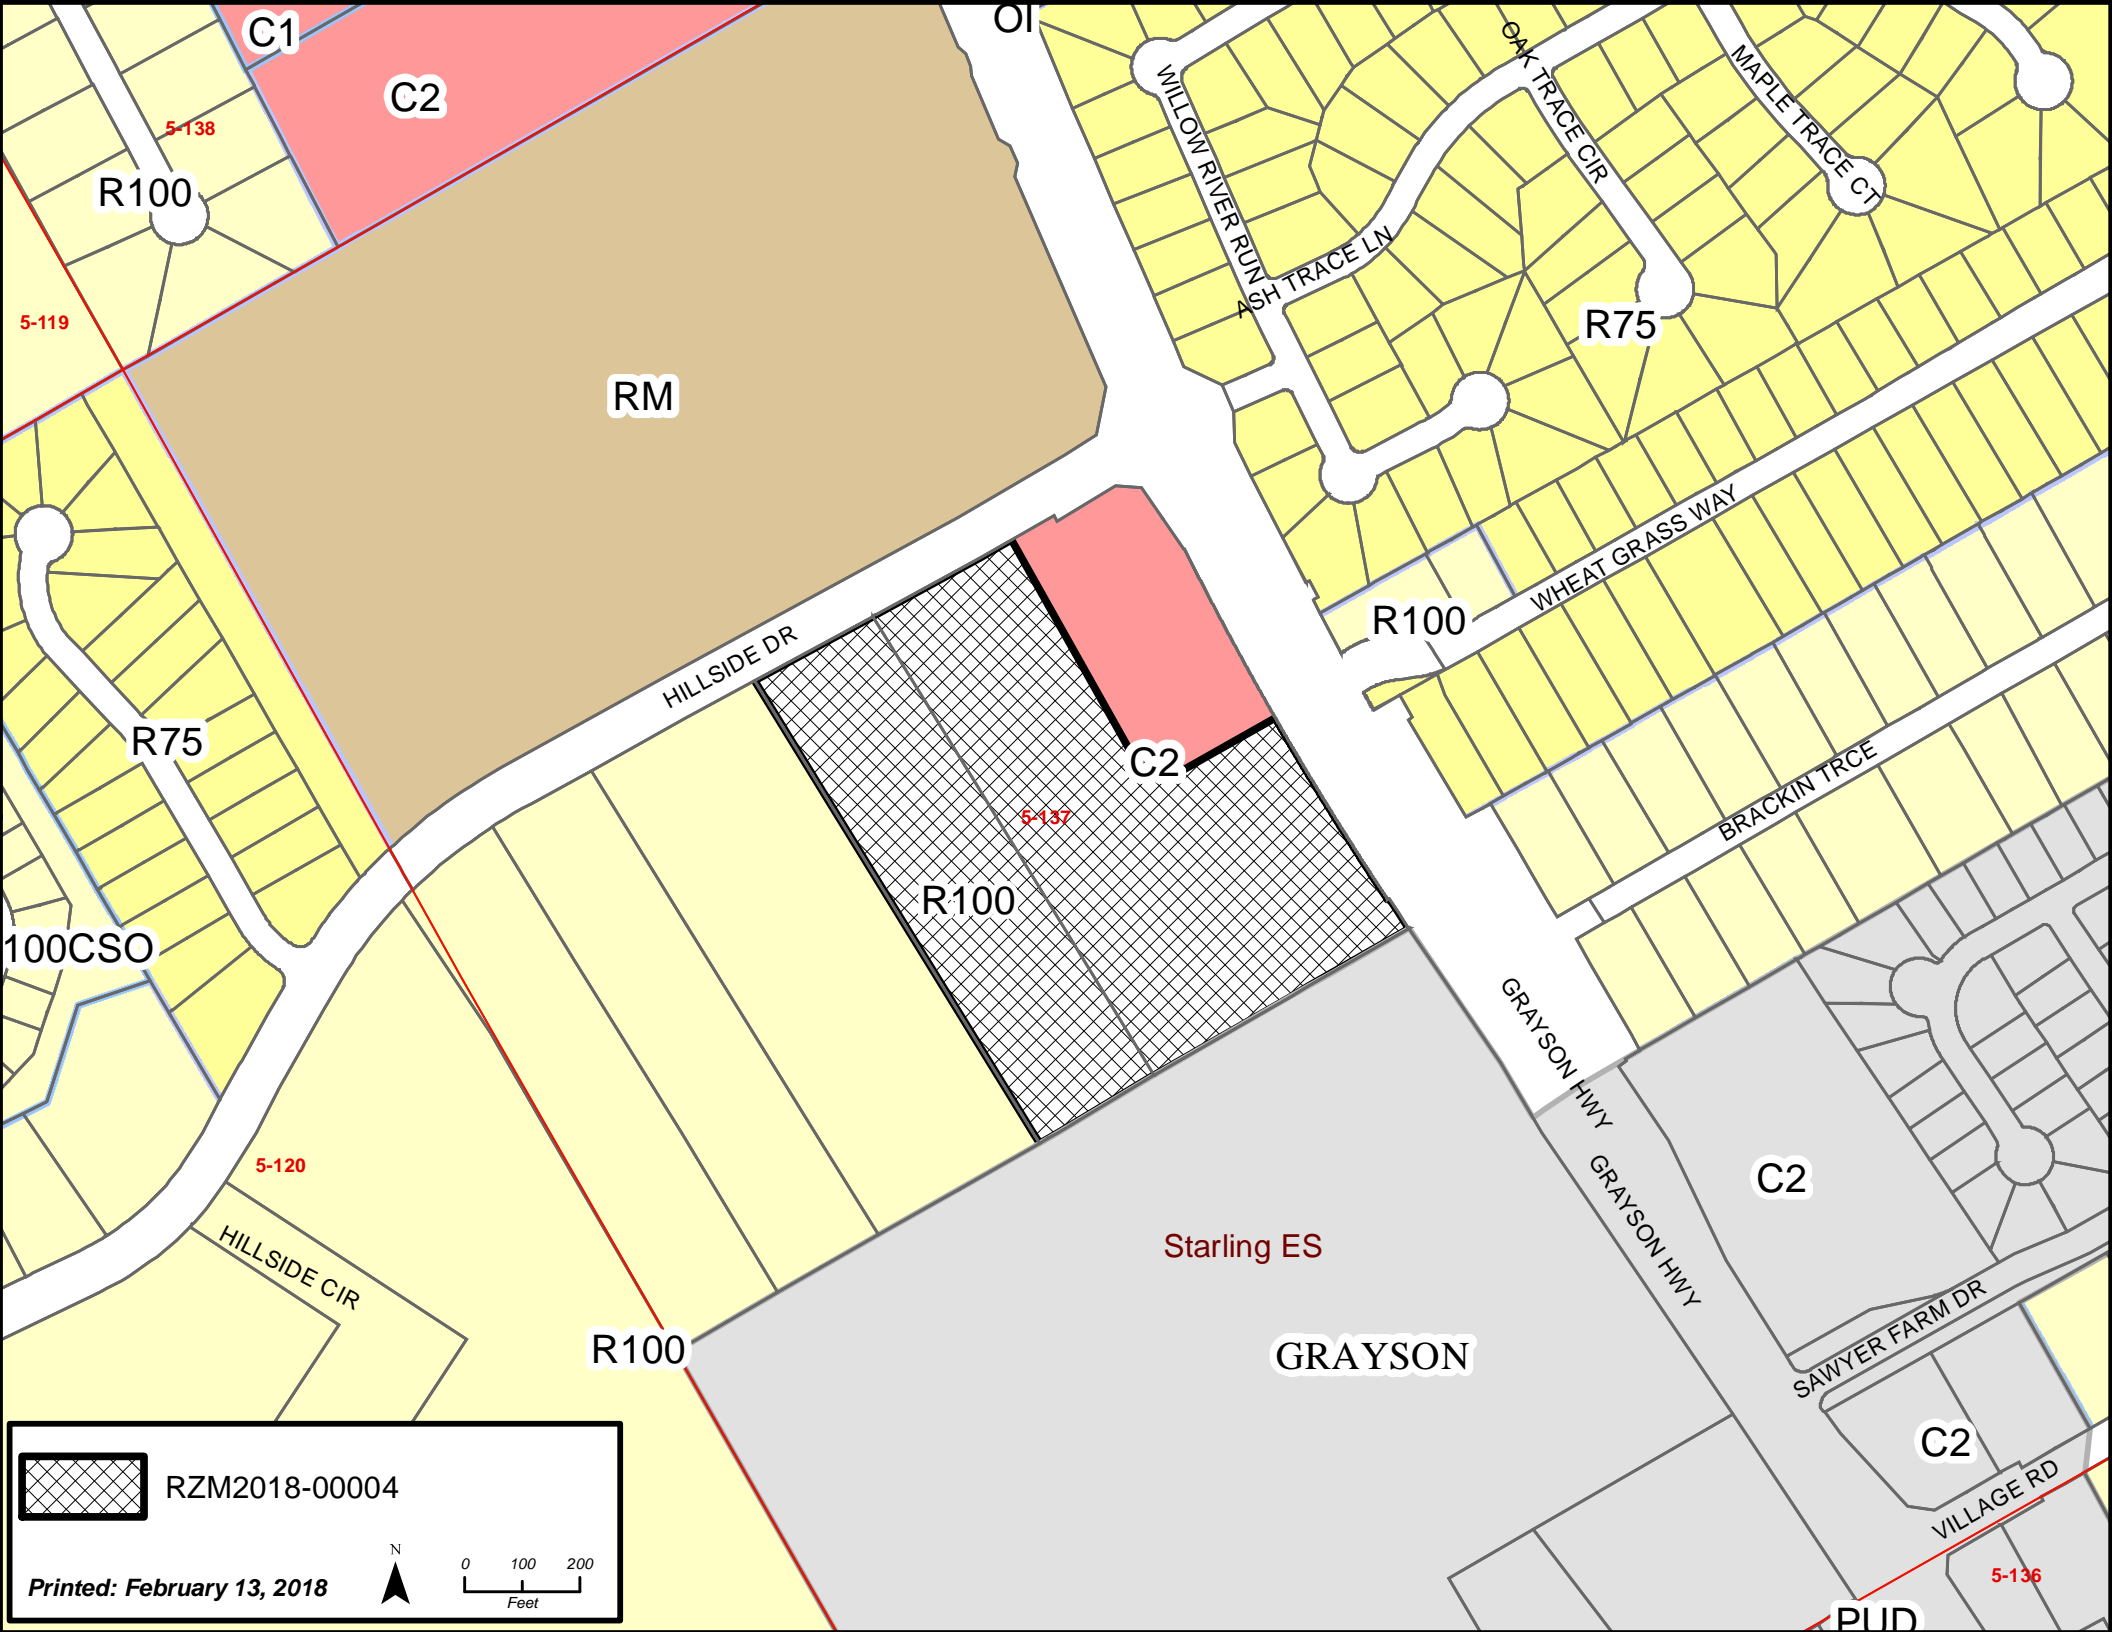 C1
OI
C2
5-138
R100
5-119
WILLOW RIVER RUN
OAK TRACE CIR
MAPLE TRACE CT
ASH TRACE LN
R75
RM
WHEAT GRASS WAY
R100
HILLSIDE DR
R75
C2
BRACKIN TRCE
5-137
R100
100CSO
GRAYSON HWY
5-120
C2
GRAYSON HWY
HILLSIDE CIR
Starling ES
R100
GRAYSON
SAWYER FARM DR
C2
VILLAGE RD
5-136
PUD
RZM2018-00004
Printed: February 13, 2018
N
0 100 200
Feet